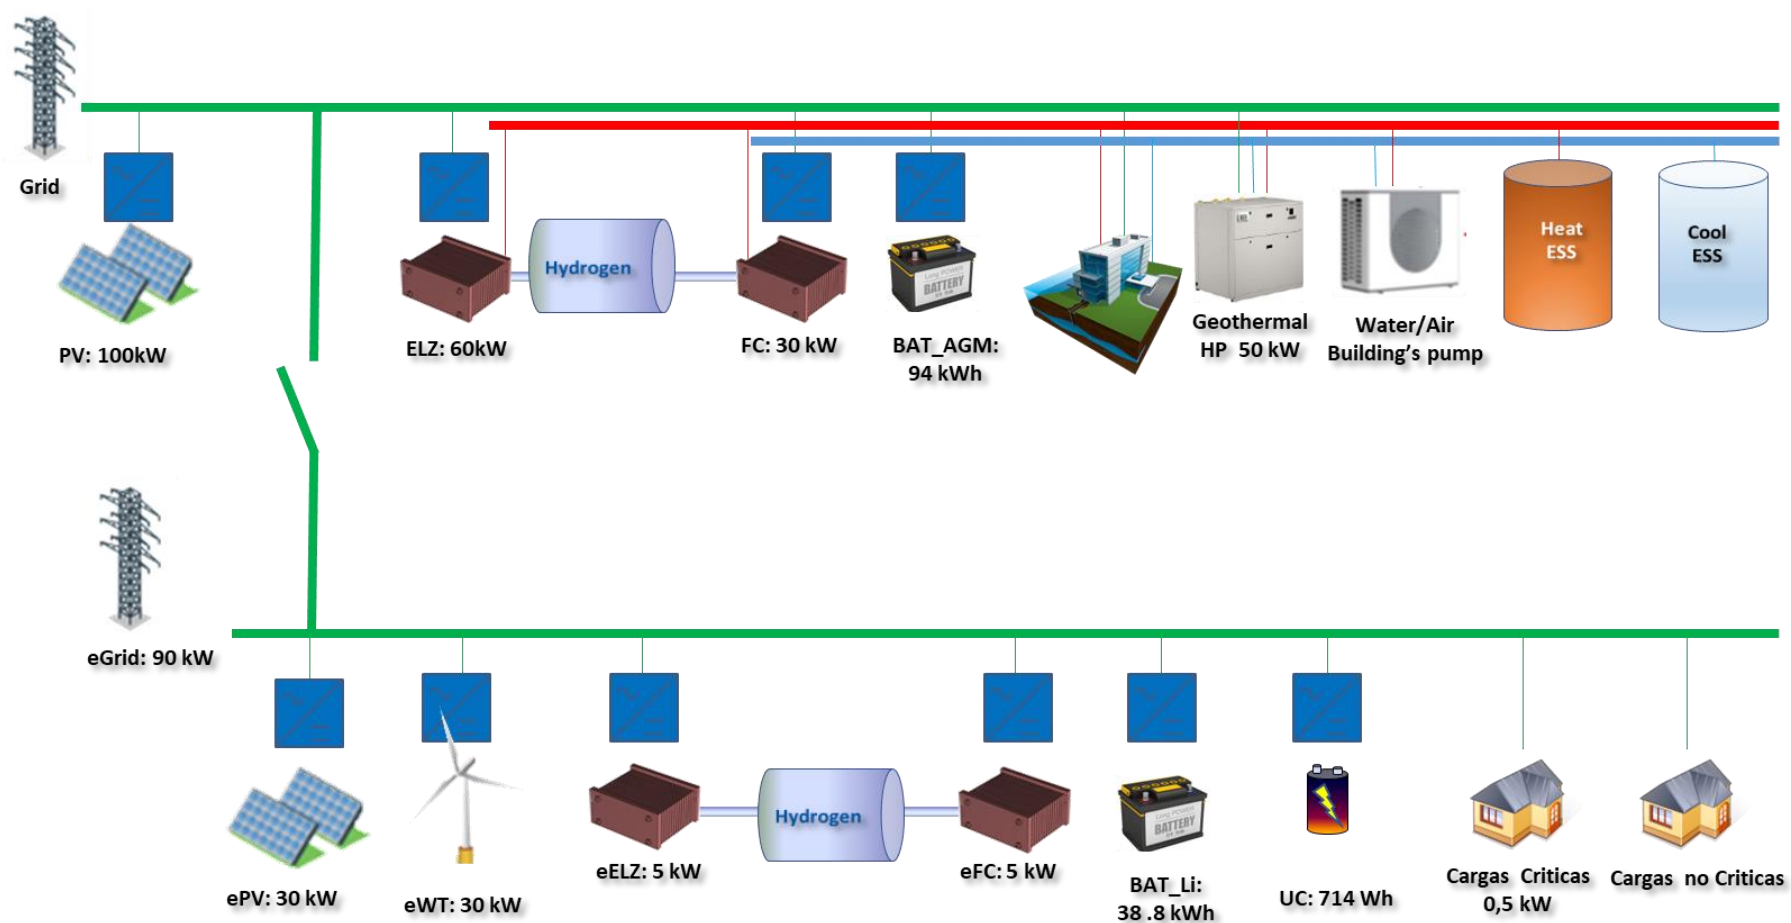 Grid
PV: 100kW
ELZ: 60kW
Hydrogen
FC: 30 kW
BATTERY
BAT_AGM:
94 kWh
Geothermal
HP 50 kW
Water/Air
Building's pump
Heat
ESS
Cool
ESS
eGrid: 90 kW
ePV: 30 kW
eWT: 30 kW
eELZ: 5 kW
Hydrogen
eFC: 5 kW
BATTERY
BAT_Li:
38 .8 kWh
UC: 714 Wh
Cargas Criticas
0,5 kW
Cargas no Criticas